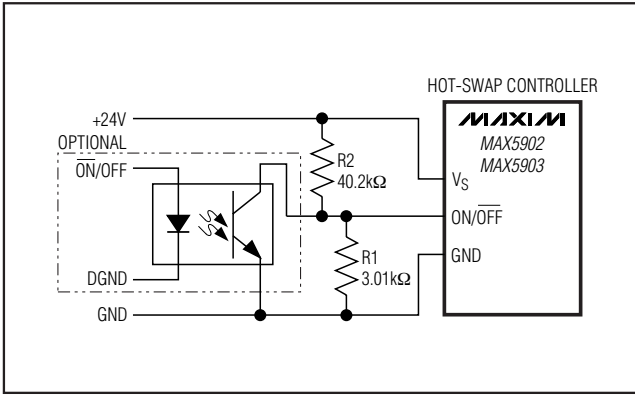 HOT-SWAP CONTROLLER
MAXIM
MAX5902
MAX5903
+24V
OPTIONAL
ON/OFF
R2
40.2kΩ
VS
ON/OFF
GND
R1
3.01kΩ
DGND
GND